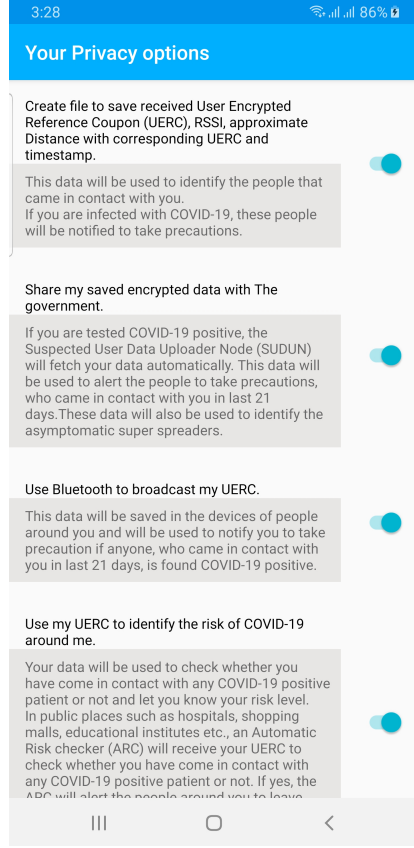 3:28
86%
Your Privacy options
Create file to save received User Encrypted
Reference Coupon (UERC), RSSI, approximate
Distance with corresponding UERC and
timestamp.
This data will be used to identify the people that
came in contact with you.
If you are infected with COVID-19, these people
will be notified to take precautions.
Share my saved encrypted data with The
government.
If you are tested COVID-19 positive, the
Suspected User Data Uploader Node (SUDUN)
will fetch your data automatically. This data will
be used to alert the people to take precautions,
who came in contact with you in last 21
days.These data will also be used to identify the
asymptomatic super spreaders.
Use Bluetooth to broadcast my UERC.
This data will be saved in the devices of people
around you and will be used to notify you to take
precaution if anyone, who came in contact with
you in last 21 days, is found COVID-19 positive.
Use my UERC to identify the risk of COVID-19
around me.
Your data will be used to check whether you
have come in contact with any COVID-19 positive
patient or not and let you know your risk level.
In public places such as hospitals, shopping
malls, educational institutes etc., an Automatic
Risk checker (ARC) will receive your UERC to
check whether you have come in contact with
any COVID-19 positive patient or not. If yes, the
ARC will alert the people around you to leave